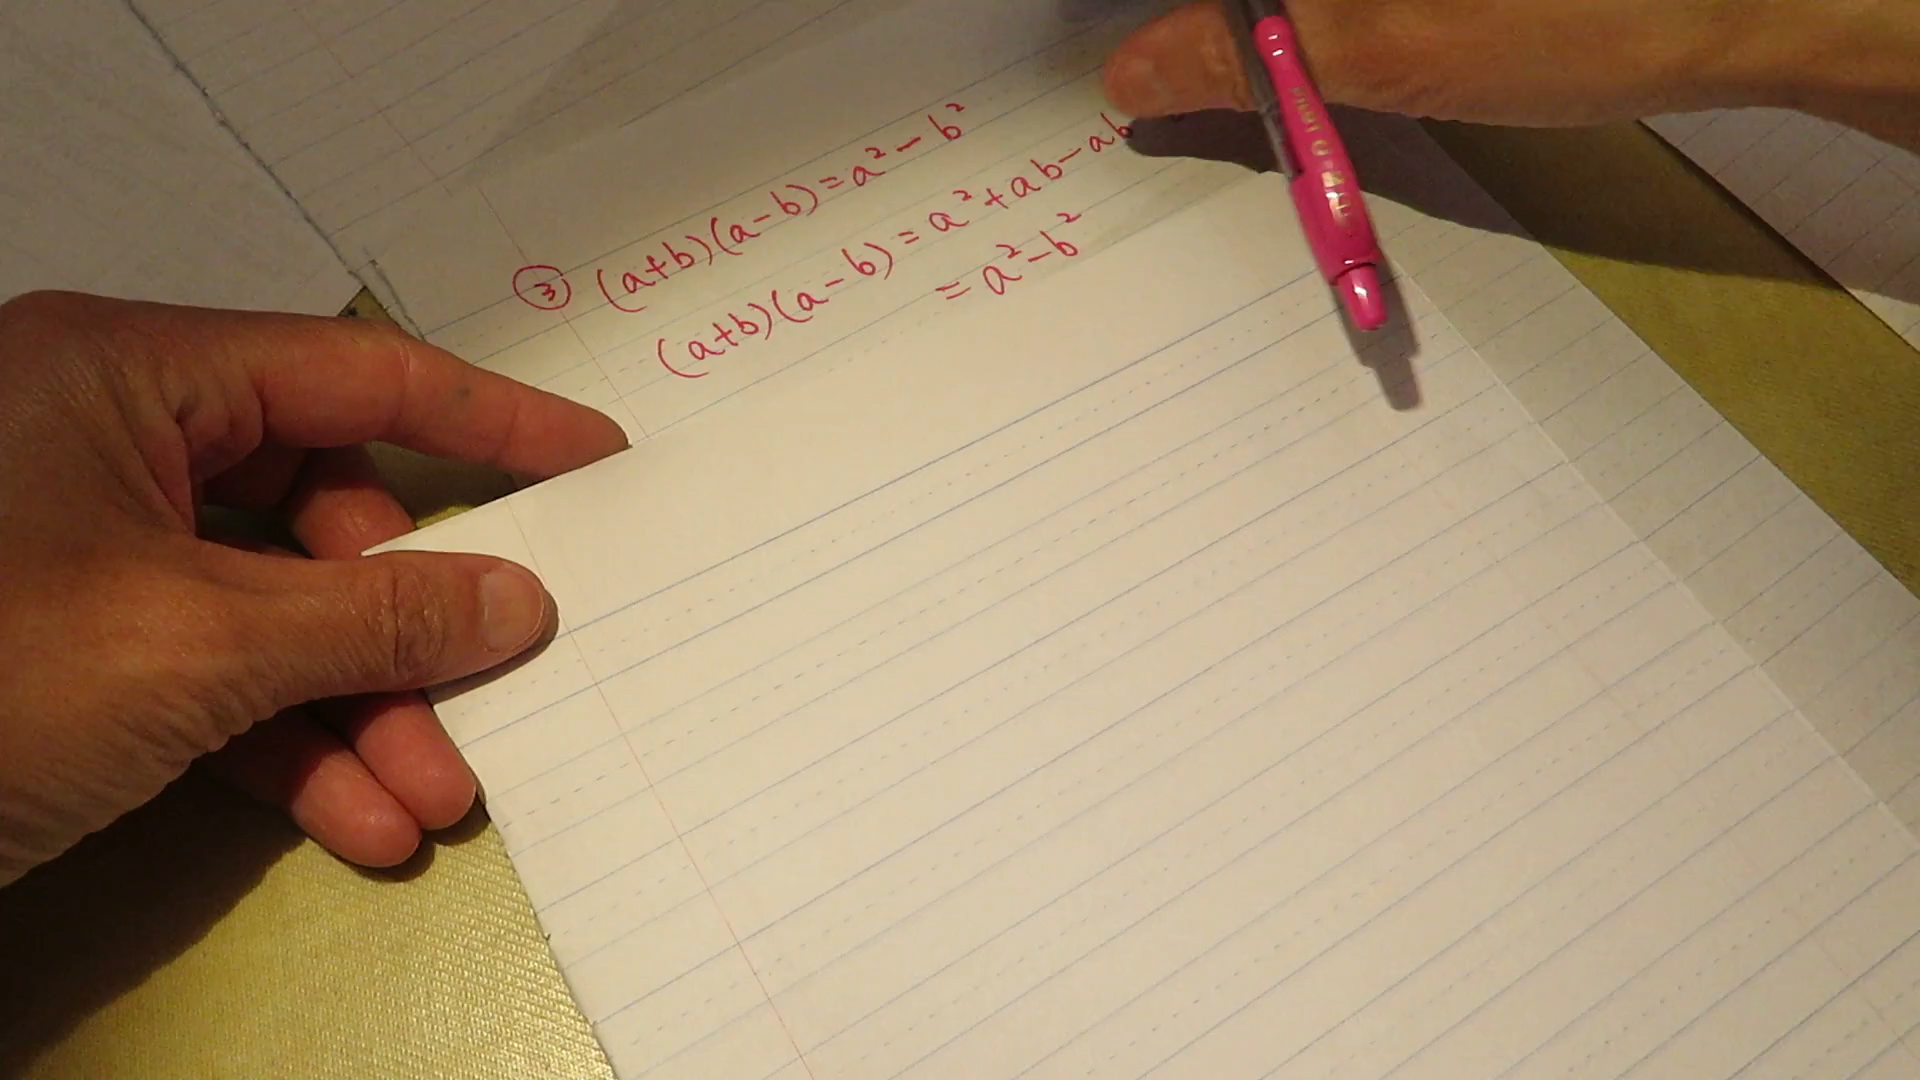 ③ (a+b)(a-b)=a²-b²
(a+b)(a-b)=a²+ab-ab
=a²-b²